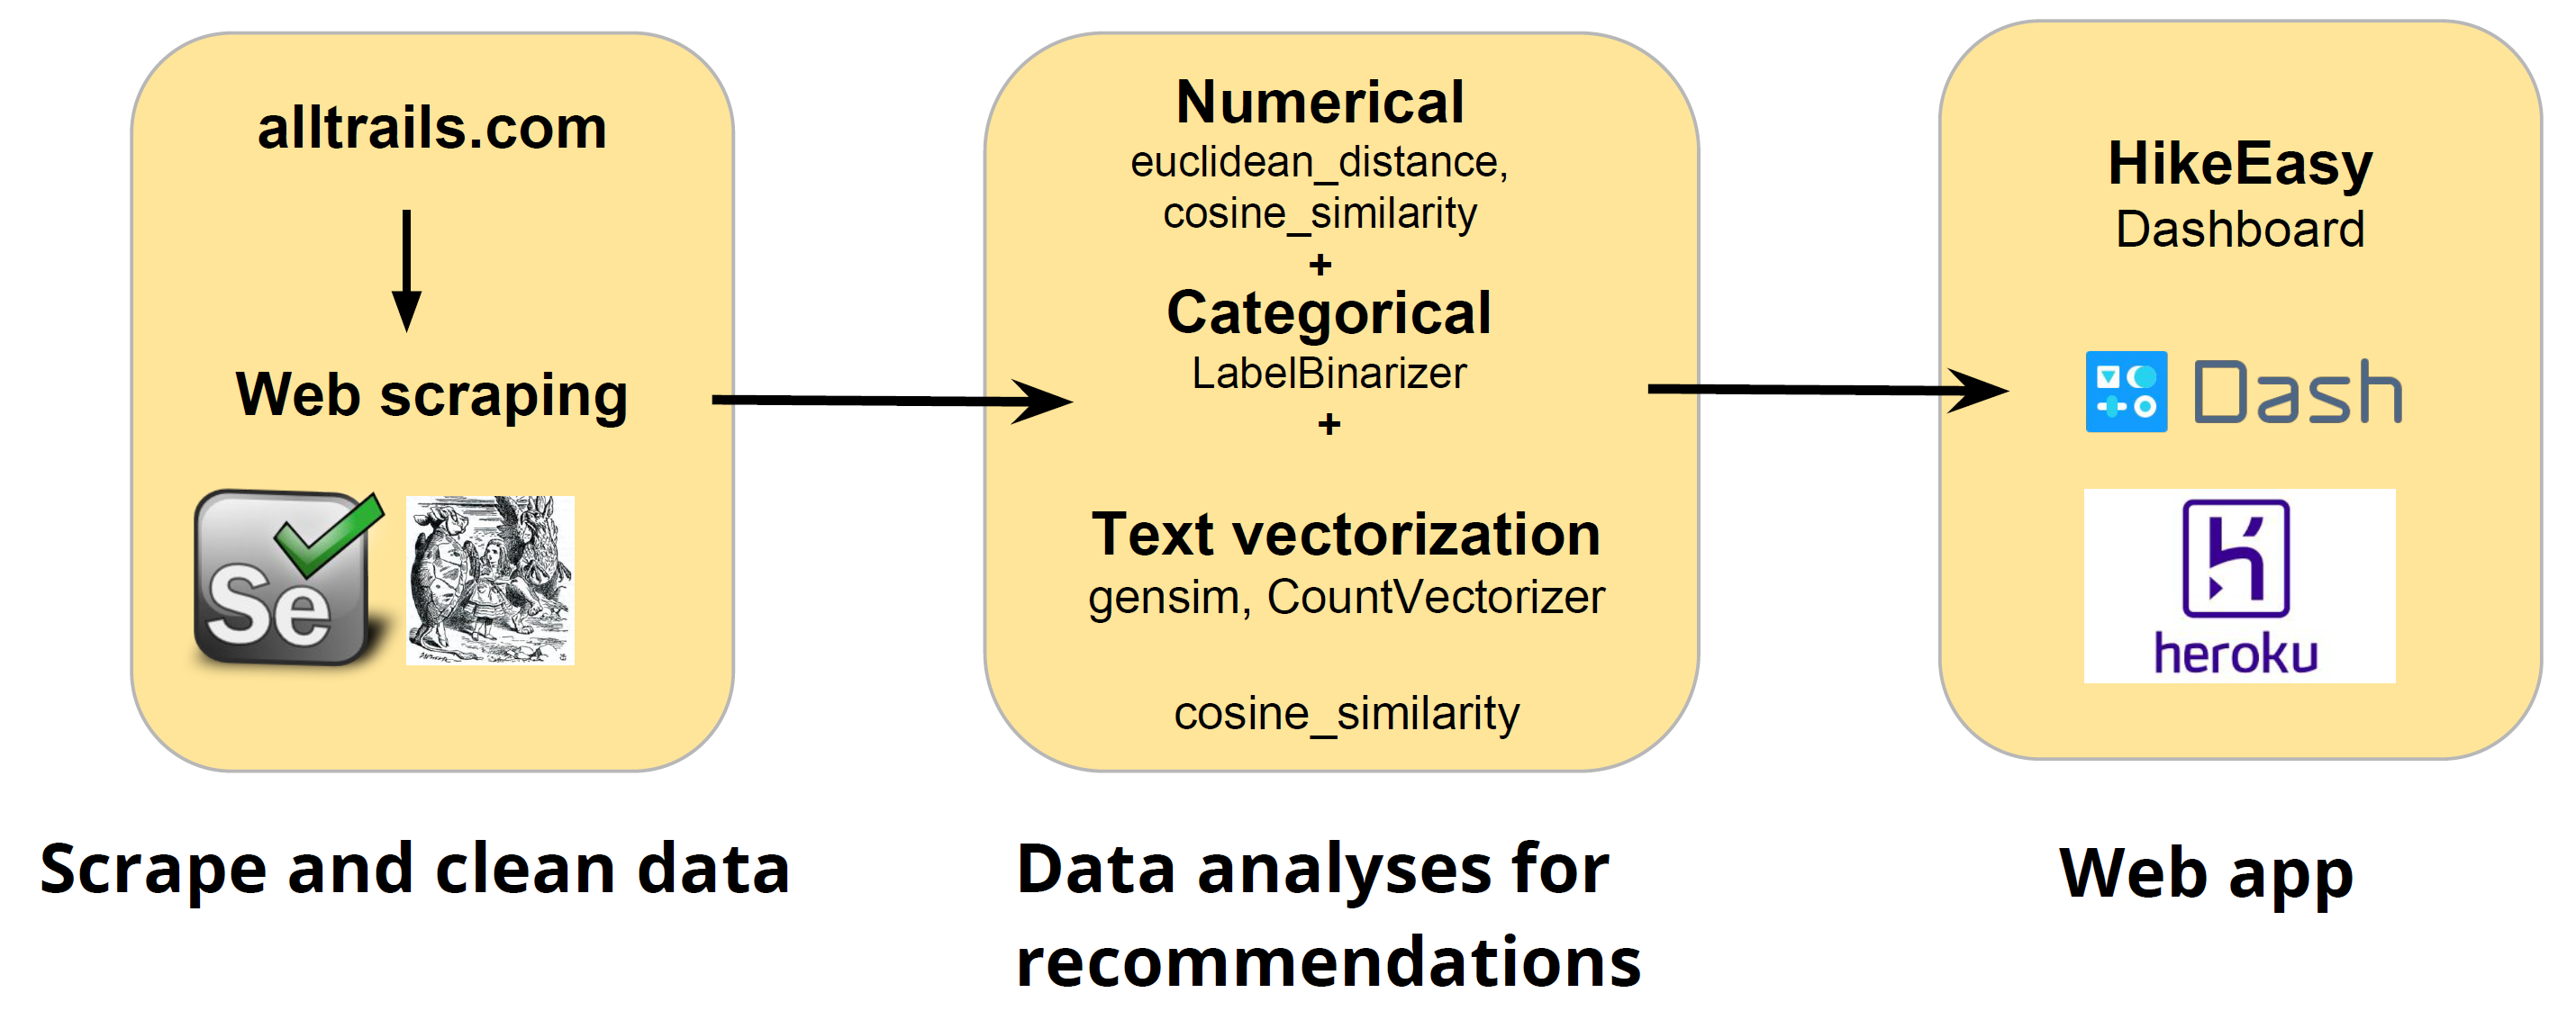 alltrails.com
Web scraping
Se
Scrape and clean data
Numerical
euclidean_distance,
cosine_similarity
+
Categorical
LabelBinarizer
+
Text vectorization
gensim, CountVectorizer
cosine_similarity
Data analyses for
recommendations
HikeEasy
Dashboard
Dash
heroku
Web app